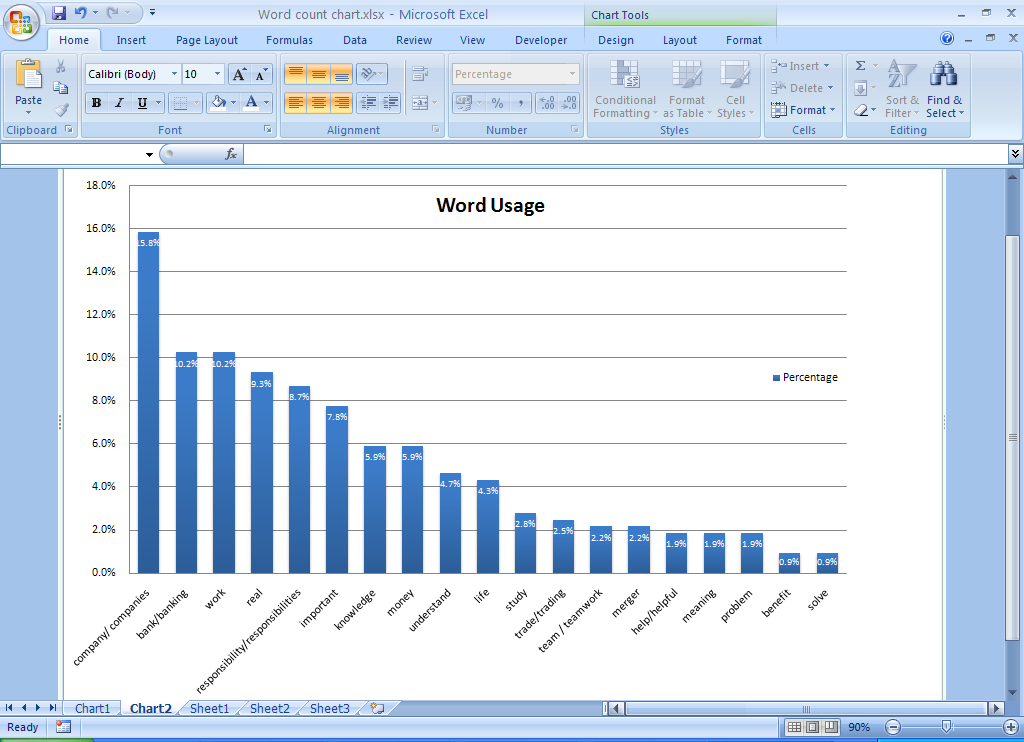 Word count chart.xlsx - Microsoft Excel
Chart Tools
Home Insert Page Layout Formulas Data Review View Developer Design Layout Format
Paste
Clipboard
Calibri (Body) 10
B I U
Font
Alignment
Percentage
% ,
Number
Conditional Formatting
Format as Table
Cell Styles
Styles
Insert
Delete
Format
Cells
Σ
Sort & Filter
Find & Select
Editing
fx
Word Usage
18.0%
16.0%
14.0%
12.0%
10.0%
8.0%
6.0%
4.0%
2.0%
0.0%
15.8% 10.2% 10.2% 9.3% 8.7% 7.8% 5.9% 5.9% 4.7% 4.3% 2.8% 2.5% 2.2% 2.2% 1.9% 1.9% 1.9% 0.9% 0.9%
Percentage
company/ companies
bank/banking
work
real
responsibility/responsibilities
important
knowledge
money
understand
life
study
trade/trading
team / teamwork
merger
help/helpful
meaning
problem
benefit
solve
Chart1 Chart2 Sheet1 Sheet2 Sheet3
Ready 90%